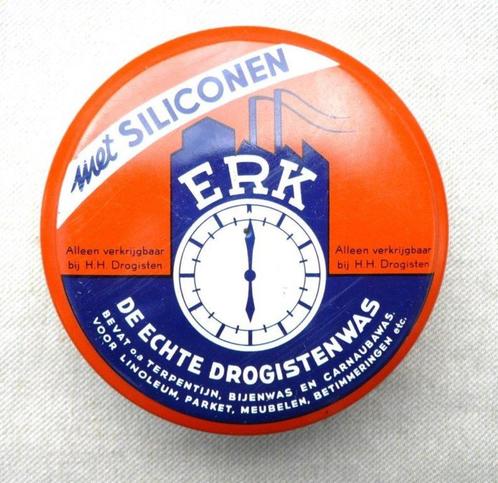 met SILICONEN
ERK
Alleen verkrijgbaar
bij H.H. Drogisten
Alleen verkrijgbaar
bij H.H. Drogisten
DE ECHTE DROGISTENWAS
BEVAT o.a TERPENTIJN, BIJENWAS EN CARNAUBAWAS.
VOOR LINOLEUM, PARKET, MEUBELEN, BETIMMERINGEN etc.